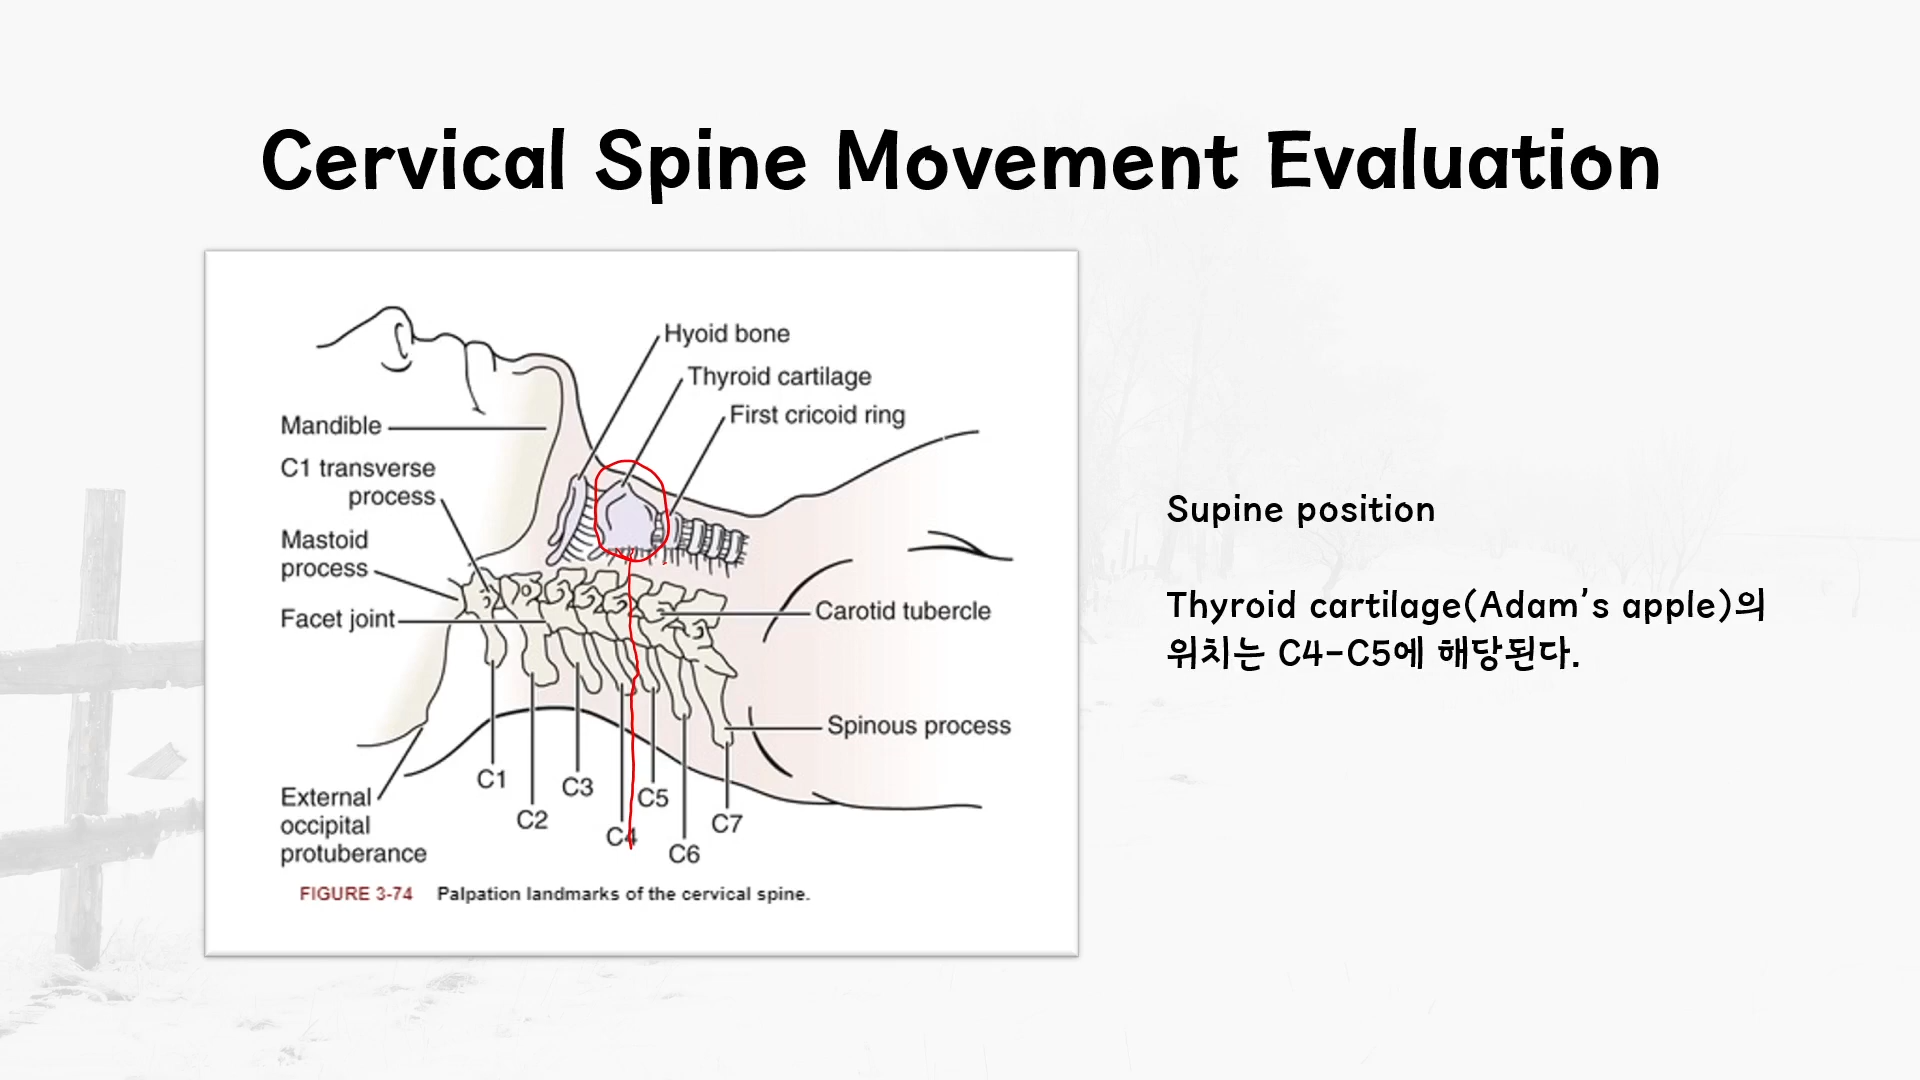 Cervical Spine Movement Evaluation
Hyoid bone
Thyroid cartilage
First cricoid ring
Mandible
C1 transverse
process
Mastoid
process
Facet joint
Carotid tubercle
Spinous process
C1
C2
C3
C4
C5
C6
C7
External
occipital
protuberance
FIGURE 3-74 Palpation landmarks of the cervical spine.
Supine position
Thyroid cartilage(Adam's apple)의
위치는 C4-C5에 해당된다.